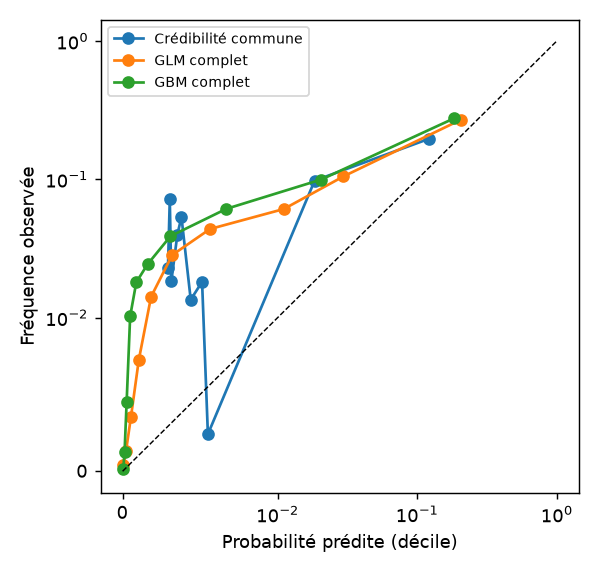 Crédibilité commune
GLM complet
GBM complet
Fréquence observée
10⁰
10⁻¹
10⁻²
0
0
10⁻²
10⁻¹
10⁰
Probabilité prédite (décile)